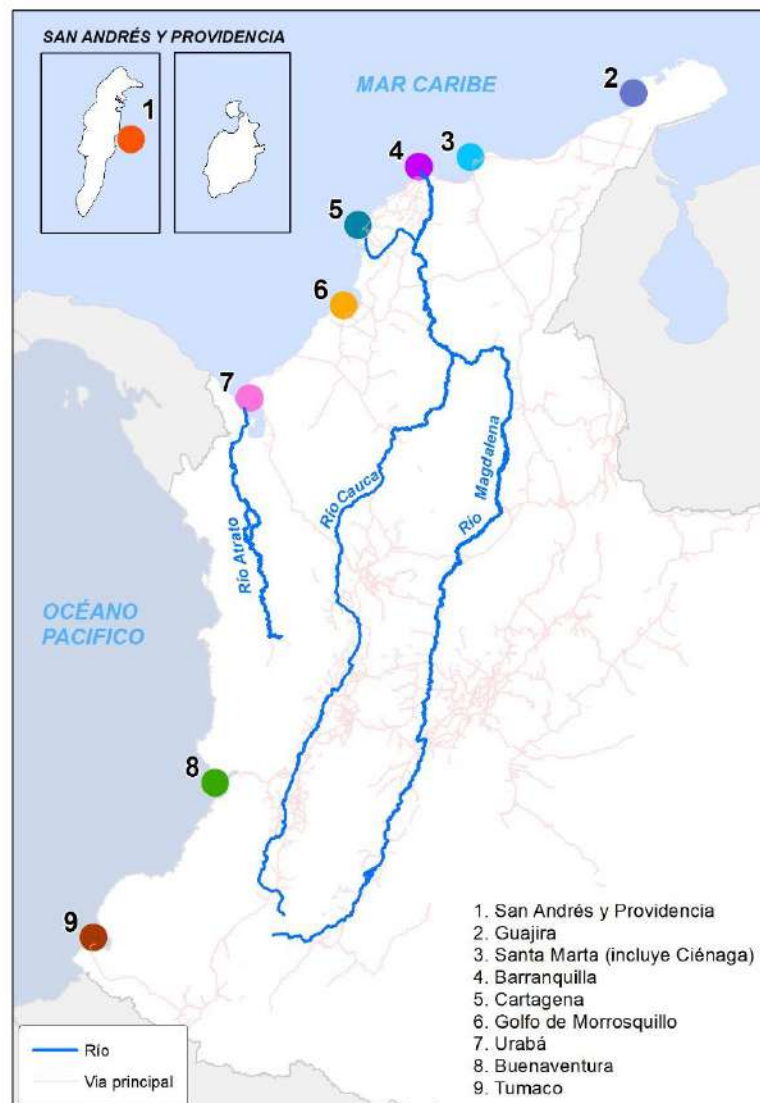 SAN ANDRÉS Y PROVIDENCIA
1
MAR CARIBE
2
3
4
5
6
7
Río Atrato
Río Cauca
Río Magdalena
OCÉANO
PACIFICO
8
9
1. San Andrés y Providencia
2. Guajira
3. Santa Marta (incluye Ciénaga)
4. Barranquilla
5. Cartagena
6. Golfo de Morrosquillo
7. Urabá
8. Buenaventura
9. Tumaco
Río
Via principal